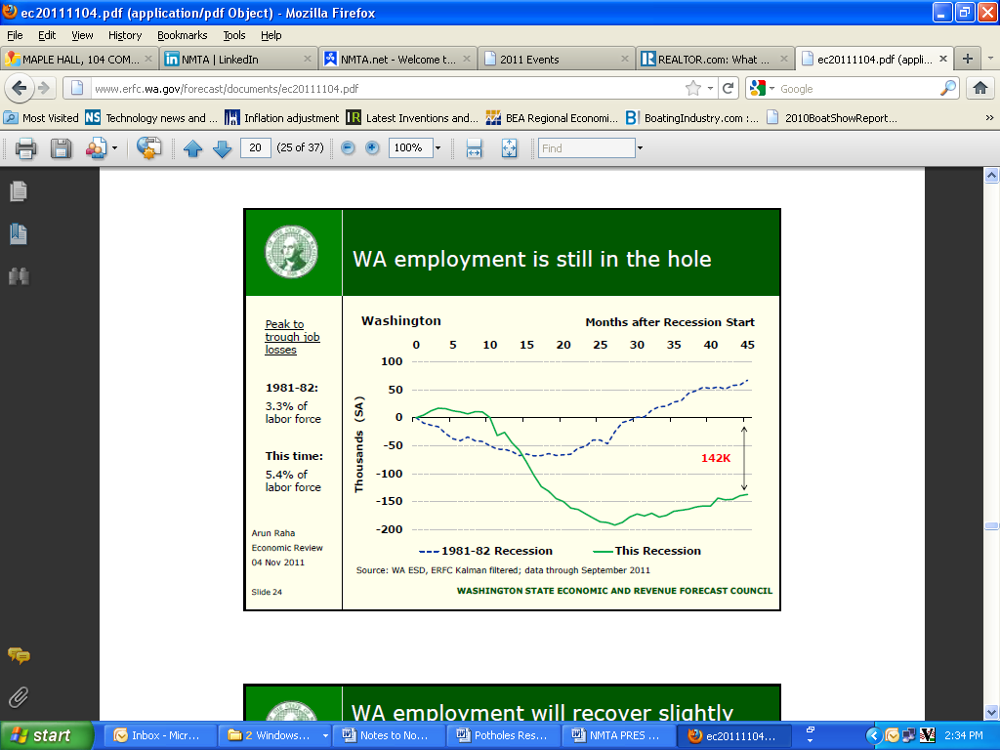 ec20111104.pdf (application/pdf Object) - Mozilla Firefox
File Edit View History Bookmarks Tools Help
MAPLE HALL, 104 COM... NMTA | LinkedIn NMTA.net - Welcome t... 2011 Events REALTOR.com: What ... ec20111104.pdf (appli...
www.erfc.wa.gov/forecast/documents/ec20111104.pdf Google
Most Visited NS Technology news and ... Inflation adjustment IR Latest Inventions and... BEA Regional Economi... B! BoatingIndustry.com :... 2010BoatShowReport... »
20 (25 of 37) 100% Find
WA employment is still in the hole
Peak to
trough job
losses
1981-82:
3.3% of
labor force
This time:
5.4% of
labor force
Arun Raha
Economic Review
04 Nov 2011
Slide 24
Washington Months after Recession Start
0 5 10 15 20 25 30 35 40 45
Thousands (SA)
100
50
0
-50
-100
-150
-200
142K
1981-82 Recession This Recession
Source: WA ESD, ERFC Kalman filtered; data through September 2011
WASHINGTON STATE ECONOMIC AND REVENUE FORECAST COUNCIL
WA employment will recover slightly
start Inbox - Micr... 2 Windows... Notes to No... Potholes Res... NMTA PRES ... ec20111104.... 2:34 PM